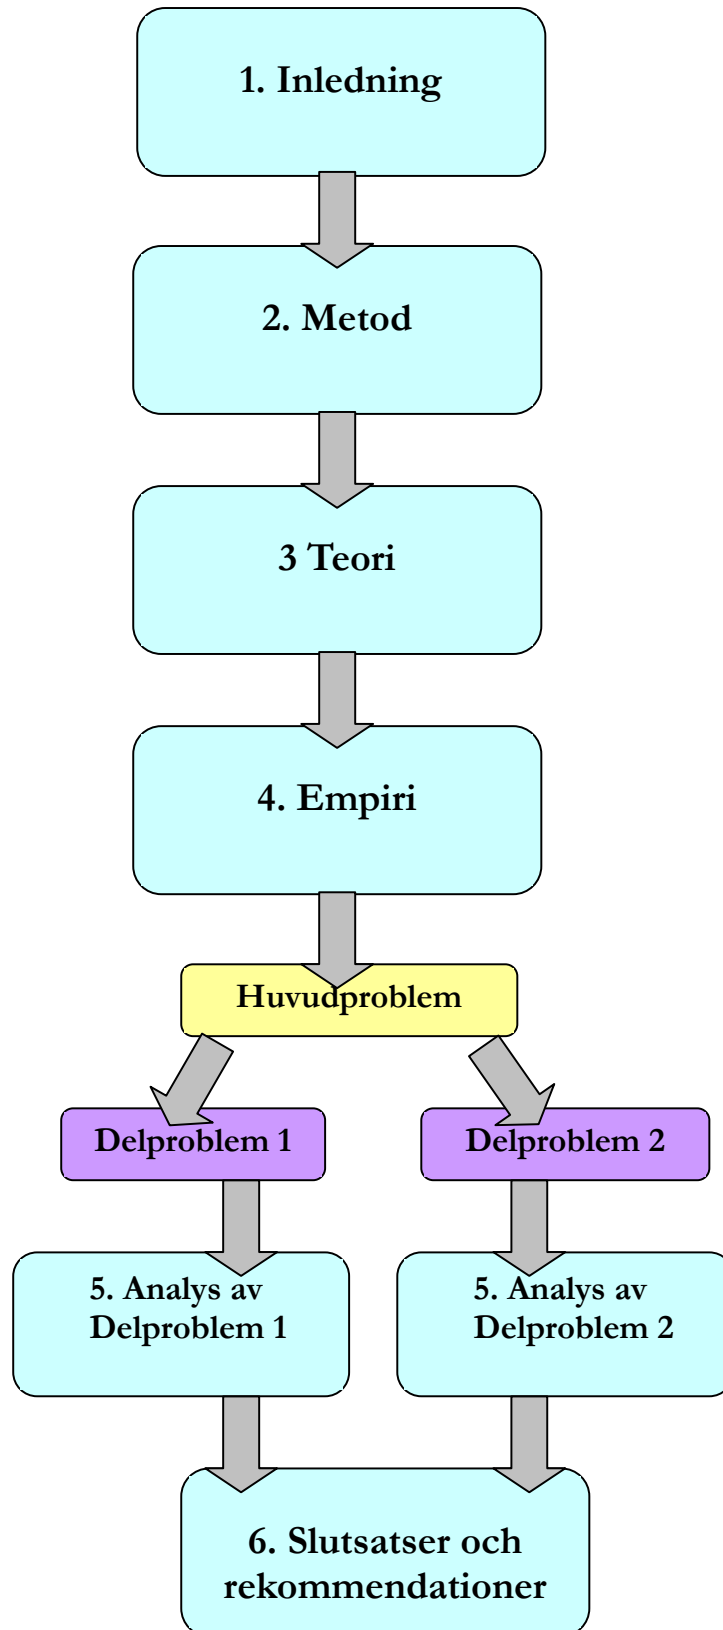 1. Inledning
2. Metod
3 Teori
4. Empiri
Huvudproblem
Delproblem 1
Delproblem 2
5. Analys av
Delproblem 1
5. Analys av
Delproblem 2
6. Slutsatser och
rekommendationer